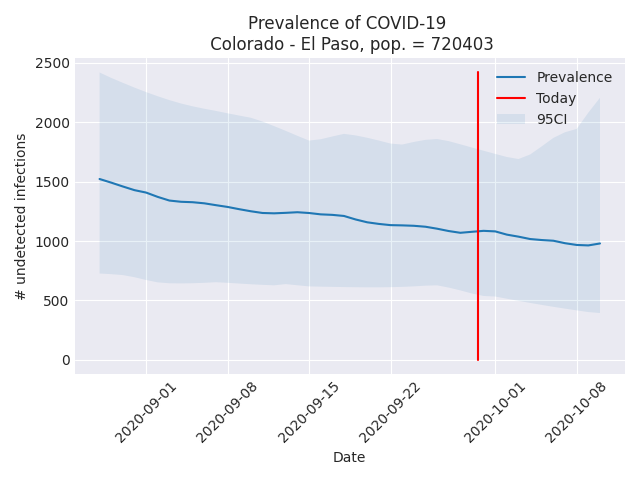 Prevalence of COVID-19
Colorado - El Paso, pop. = 720403
# undetected infections
2500
2000
1500
1000
500
0
Prevalence
Today
95CI
2020-09-01
2020-09-08
2020-09-15
2020-09-22
2020-10-01
2020-10-08
Date